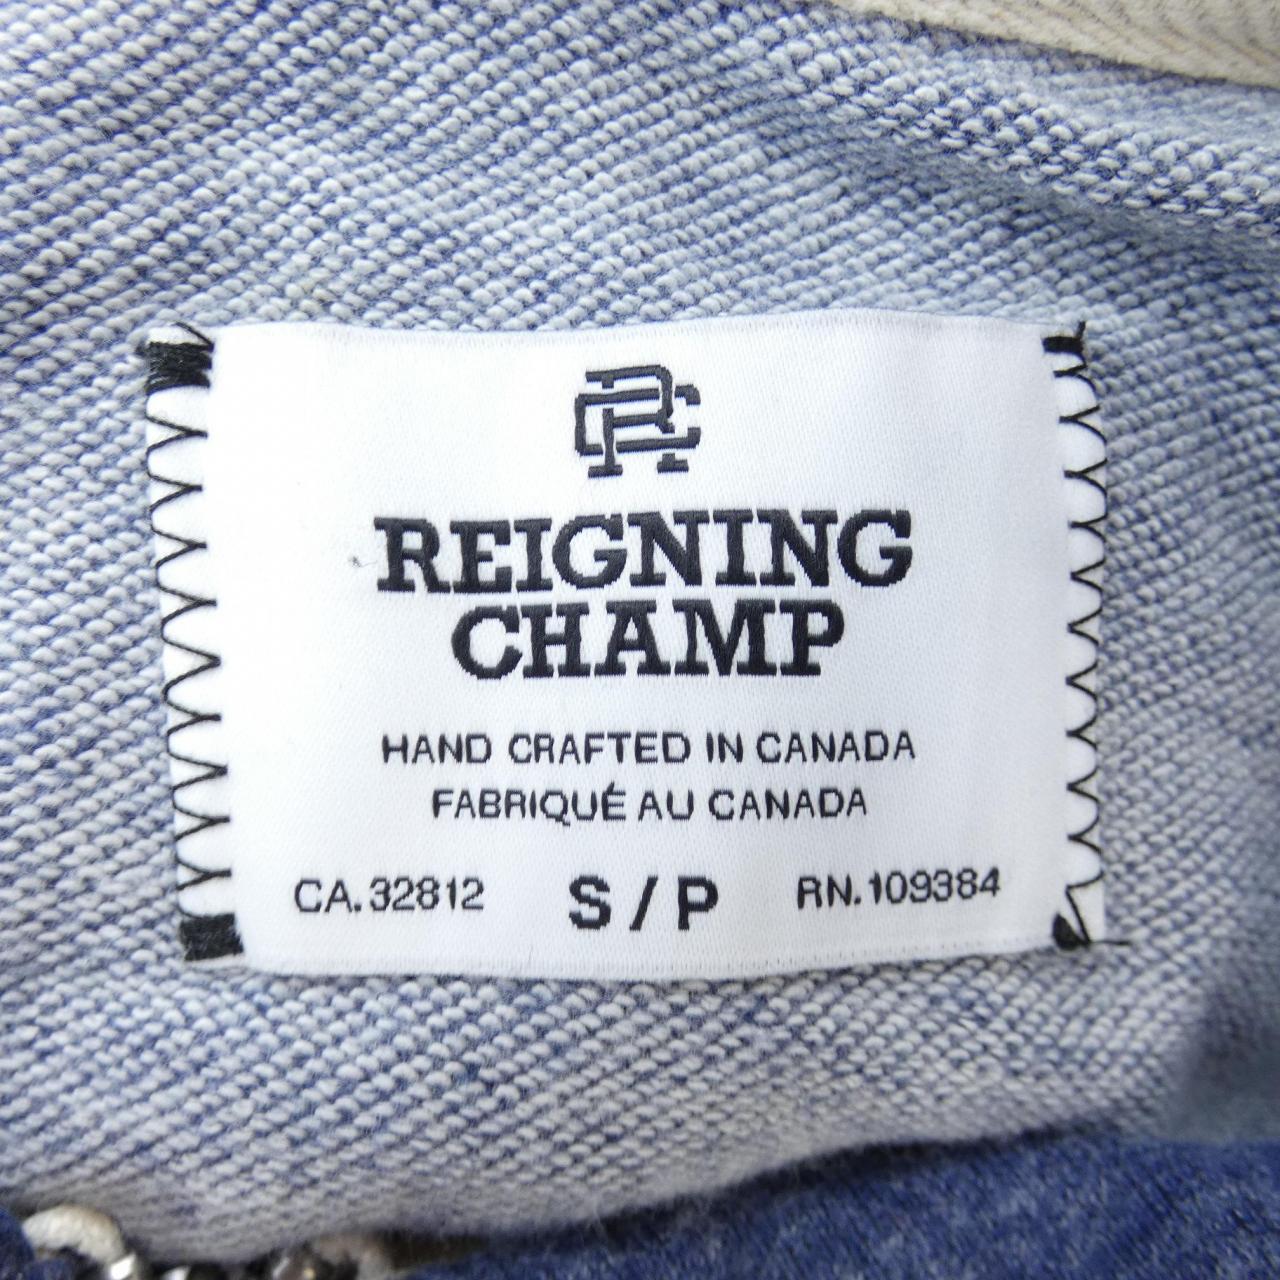 RC
REIGNING
CHAMP
HAND CRAFTED IN CANADA
FABRIQUÉ AU CANADA
CA.32812 S/P RN.109384